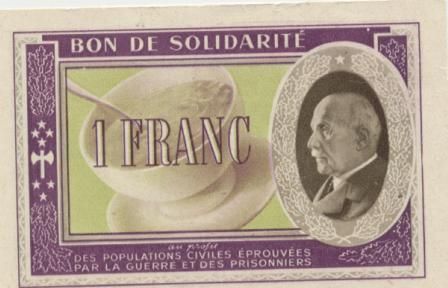 BON DE SOLIDARITÉ
1 FRANC
au profit
DES POPULATIONS CIVILES ÉPROUVÉES
PAR LA GUERRE ET DES PRISONNIERS